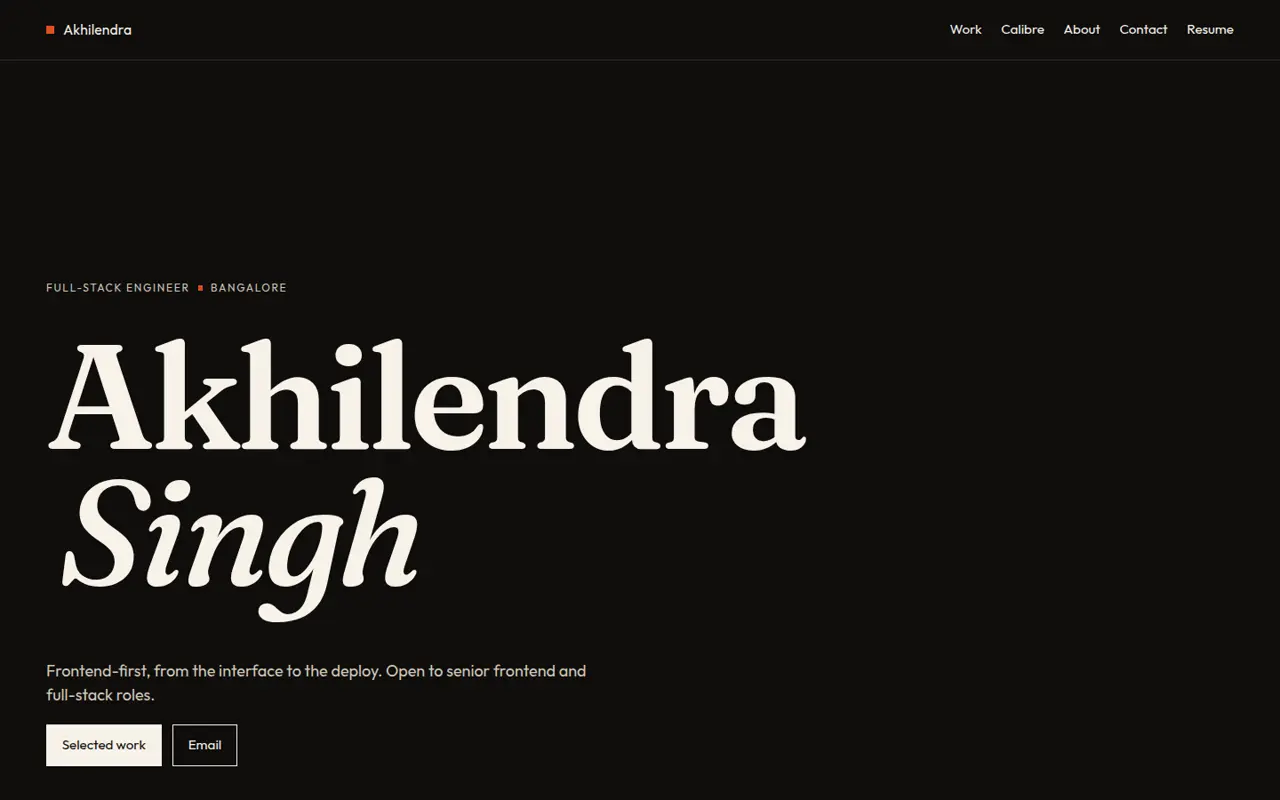 Akhilendra
Work Calibre About Contact Resume
FULL-STACK ENGINEER BANGALORE
Akhilendra
Singh
Frontend-first, from the interface to the deploy. Open to senior frontend and
full-stack roles.
Selected work Email